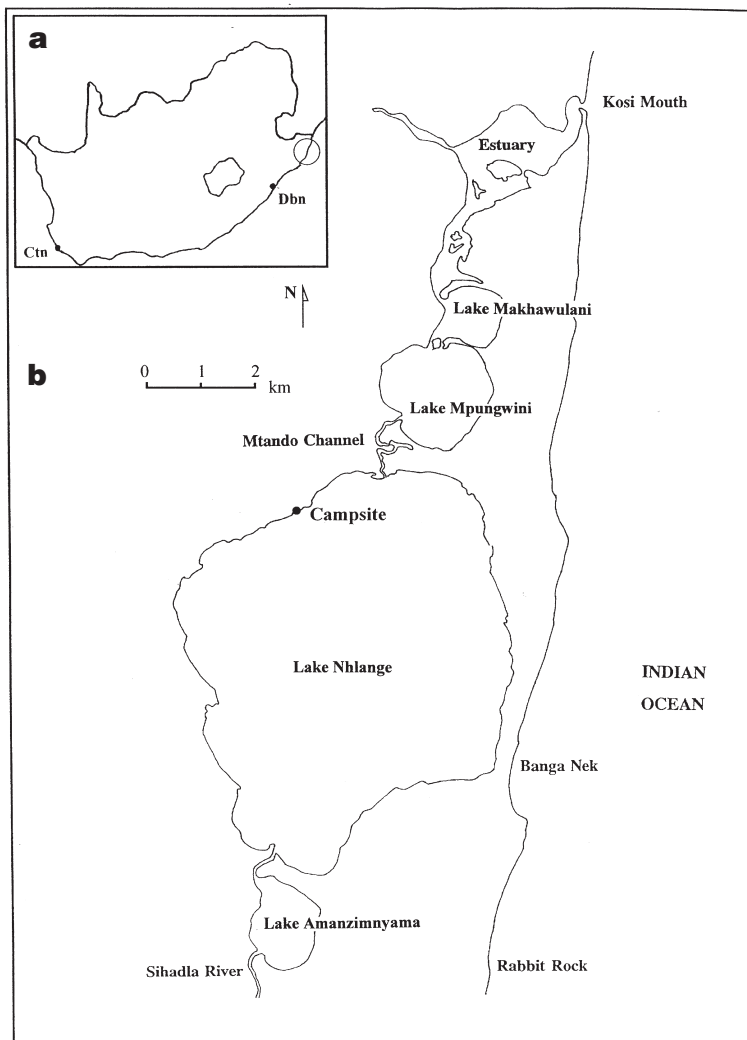 a
Dbn
Ctn
Kosi Mouth
Estuary
N
Lake Makhawulani
b
0 1 2
km
Lake Mpungwini
Mtando Channel
Campsite
Lake Nhlange
INDIAN
OCEAN
Banga Nek
Lake Amanzimnyama
Sihadla River
Rabbit Rock